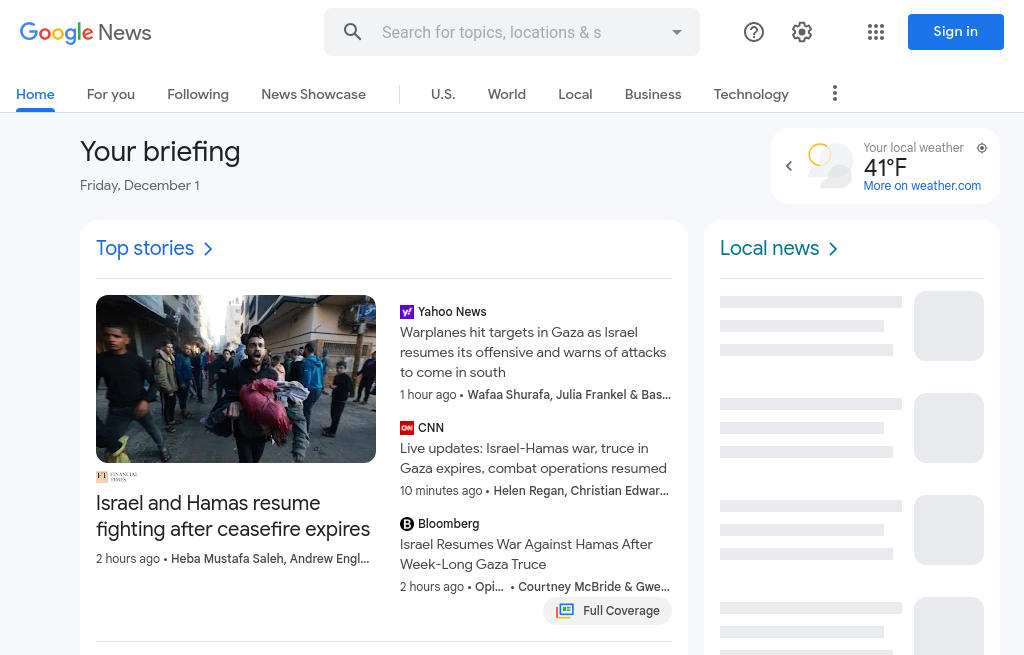 Google News
Search for topics, locations & s
Sign in
Home
For you
Following
News Showcase
U.S.
World
Local
Business
Technology
Your briefing
Friday, December 1
Your local weather
41°F
More on weather.com
Top stories
Local news
FT FINANCIAL
TIMES
Israel and Hamas resume
fighting after ceasefire expires
2 hours ago • Heba Mustafa Saleh, Andrew Engl...
y! Yahoo News
Warplanes hit targets in Gaza as Israel
resumes its offensive and warns of attacks
to come in south
1 hour ago • Wafaa Shurafa, Julia Frankel & Bas...
CNN CNN
Live updates: Israel-Hamas war, truce in
Gaza expires, combat operations resumed
10 minutes ago • Helen Regan, Christian Edwar...
B Bloomberg
Israel Resumes War Against Hamas After
Week-Long Gaza Truce
2 hours ago • Opi... • Courtney McBride & Gwe...
Full Coverage